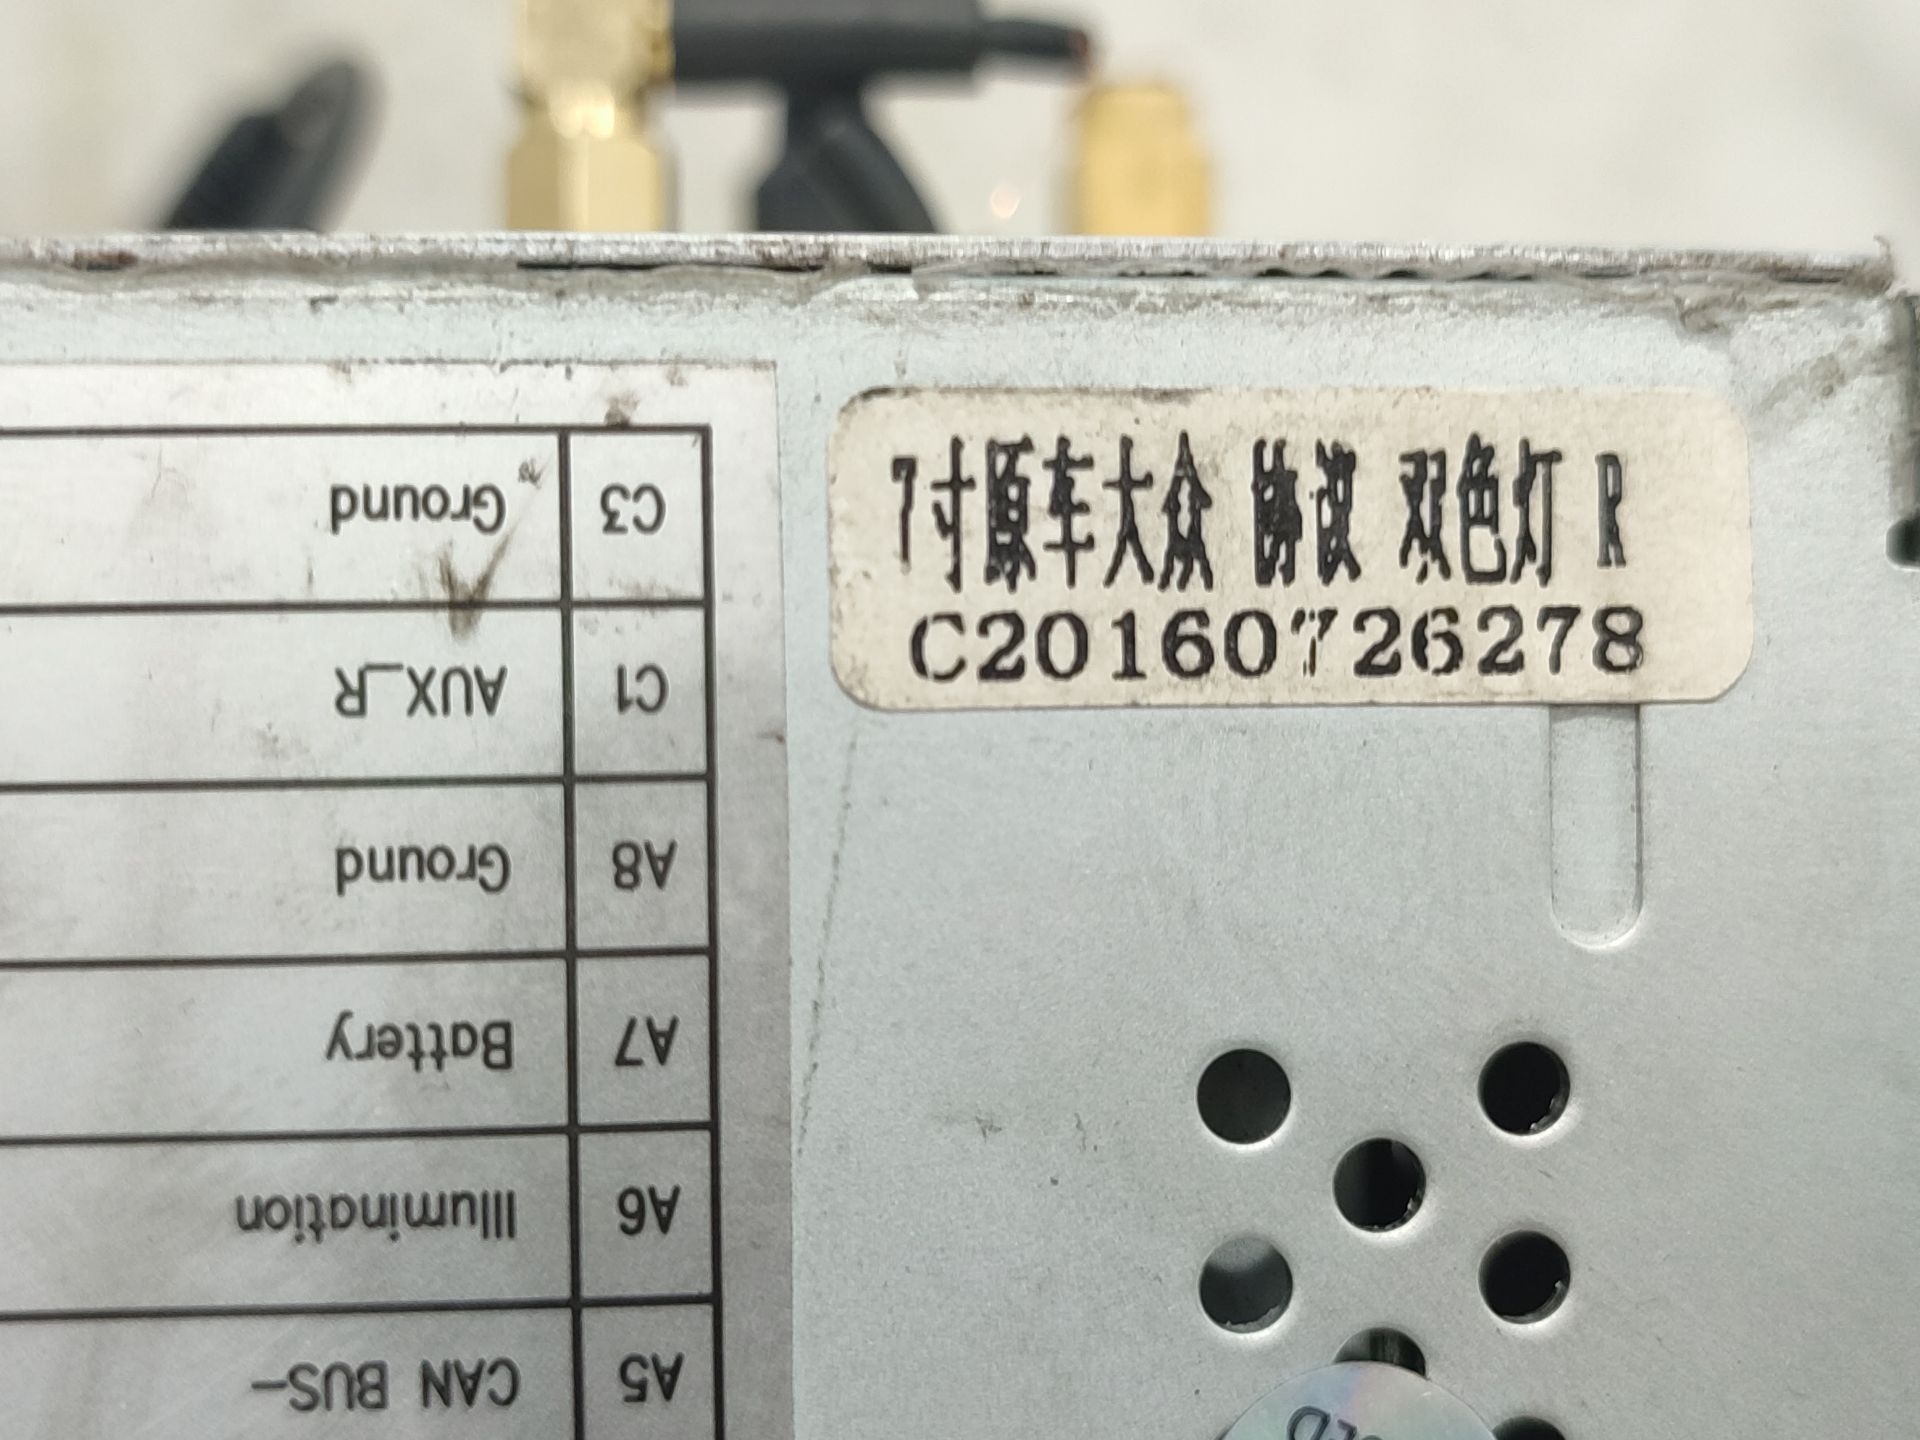 7寸原车大众 协议 双色灯 R
C20160726278
C3 Ground
C1 AUX_R
A8 Ground
A7 Battery
A6 Illumination
A5 CAN BUS-